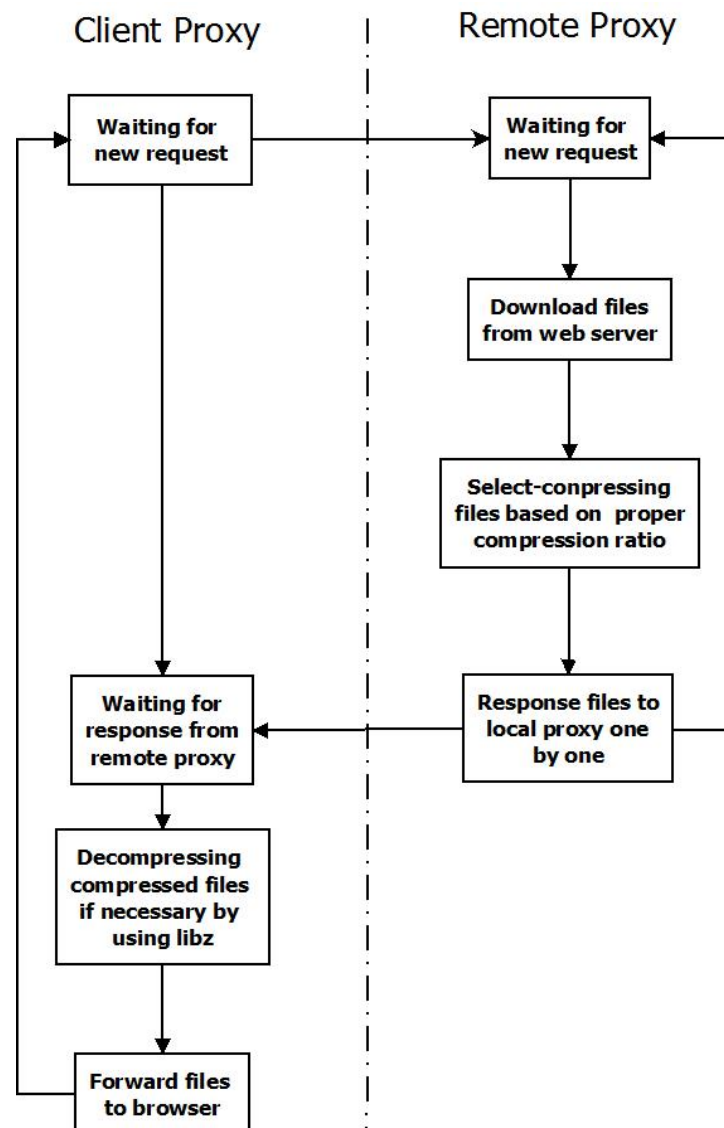 Client Proxy
Remote Proxy
Waiting for
new request
Waiting for
new request
Download files
from web server
Select-conpressing
files based on proper
compression ratio
Waiting for
response from
remote proxy
Response files to
local proxy one
by one
Decompressing
compressed files
if necessary by
using libz
Forward files
to browser